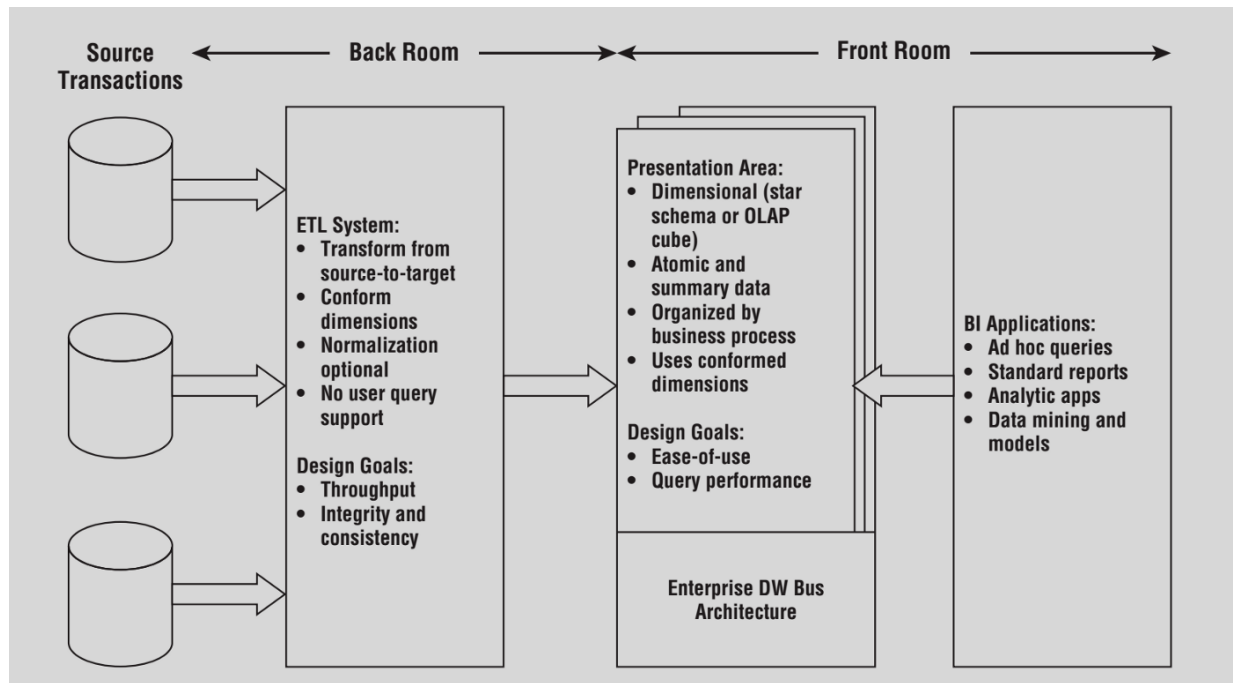 Source
Transactions
Back Room
Front Room
ETL System:
• Transform from
source-to-target
• Conform
dimensions
• Normalization
optional
• No user query
support
Design Goals:
• Throughput
• Integrity and
consistency
Presentation Area:
• Dimensional (star
schema or OLAP
cube)
• Atomic and
summary data
• Organized by
business process
• Uses conformed
dimensions
Design Goals:
• Ease-of-use
• Query performance
Enterprise DW Bus
Architecture
BI Applications:
• Ad hoc queries
• Standard reports
• Analytic apps
• Data mining and
models